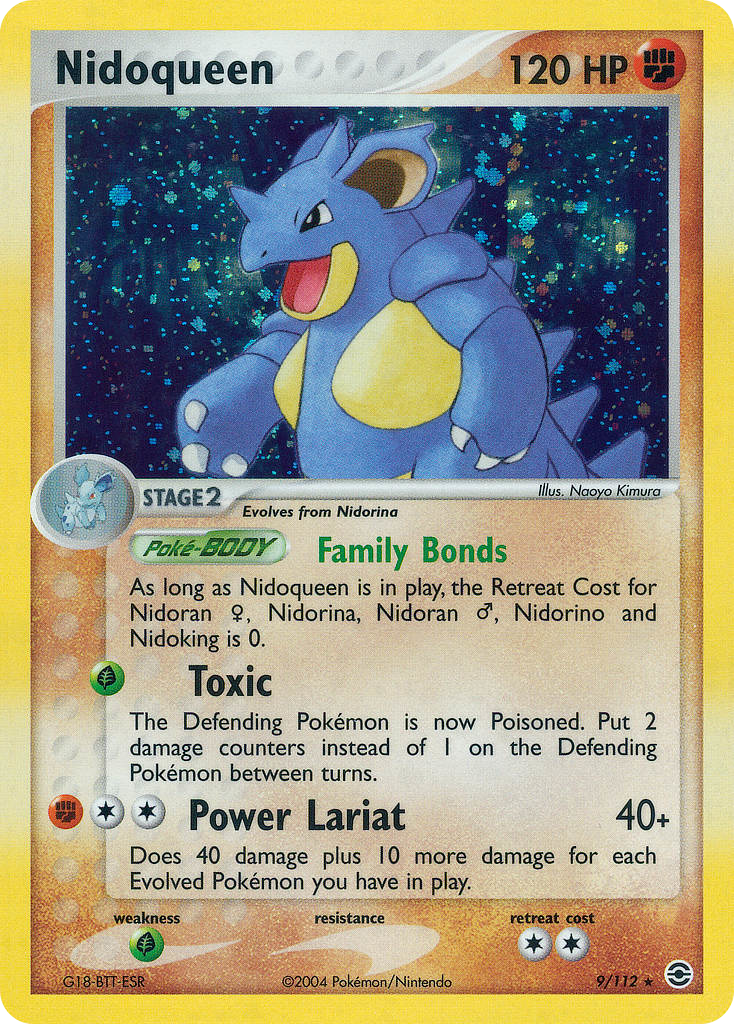 Nidoqueen 120 HP
Illus. Naoyo Kimura
STAGE 2
Evolves from Nidorina
Poké-BODY Family Bonds
As long as Nidoqueen is in play, the Retreat Cost for
Nidoran ♀, Nidorina, Nidoran ♂, Nidorino and
Nidoking is 0.
Toxic
The Defending Pokémon is now Poisoned. Put 2
damage counters instead of 1 on the Defending
Pokémon between turns.
Power Lariat 40+
Does 40 damage plus 10 more damage for each
Evolved Pokémon you have in play.
weakness resistance retreat cost
G18-BTT-ESR ©2004 Pokémon/Nintendo 9/112 ★